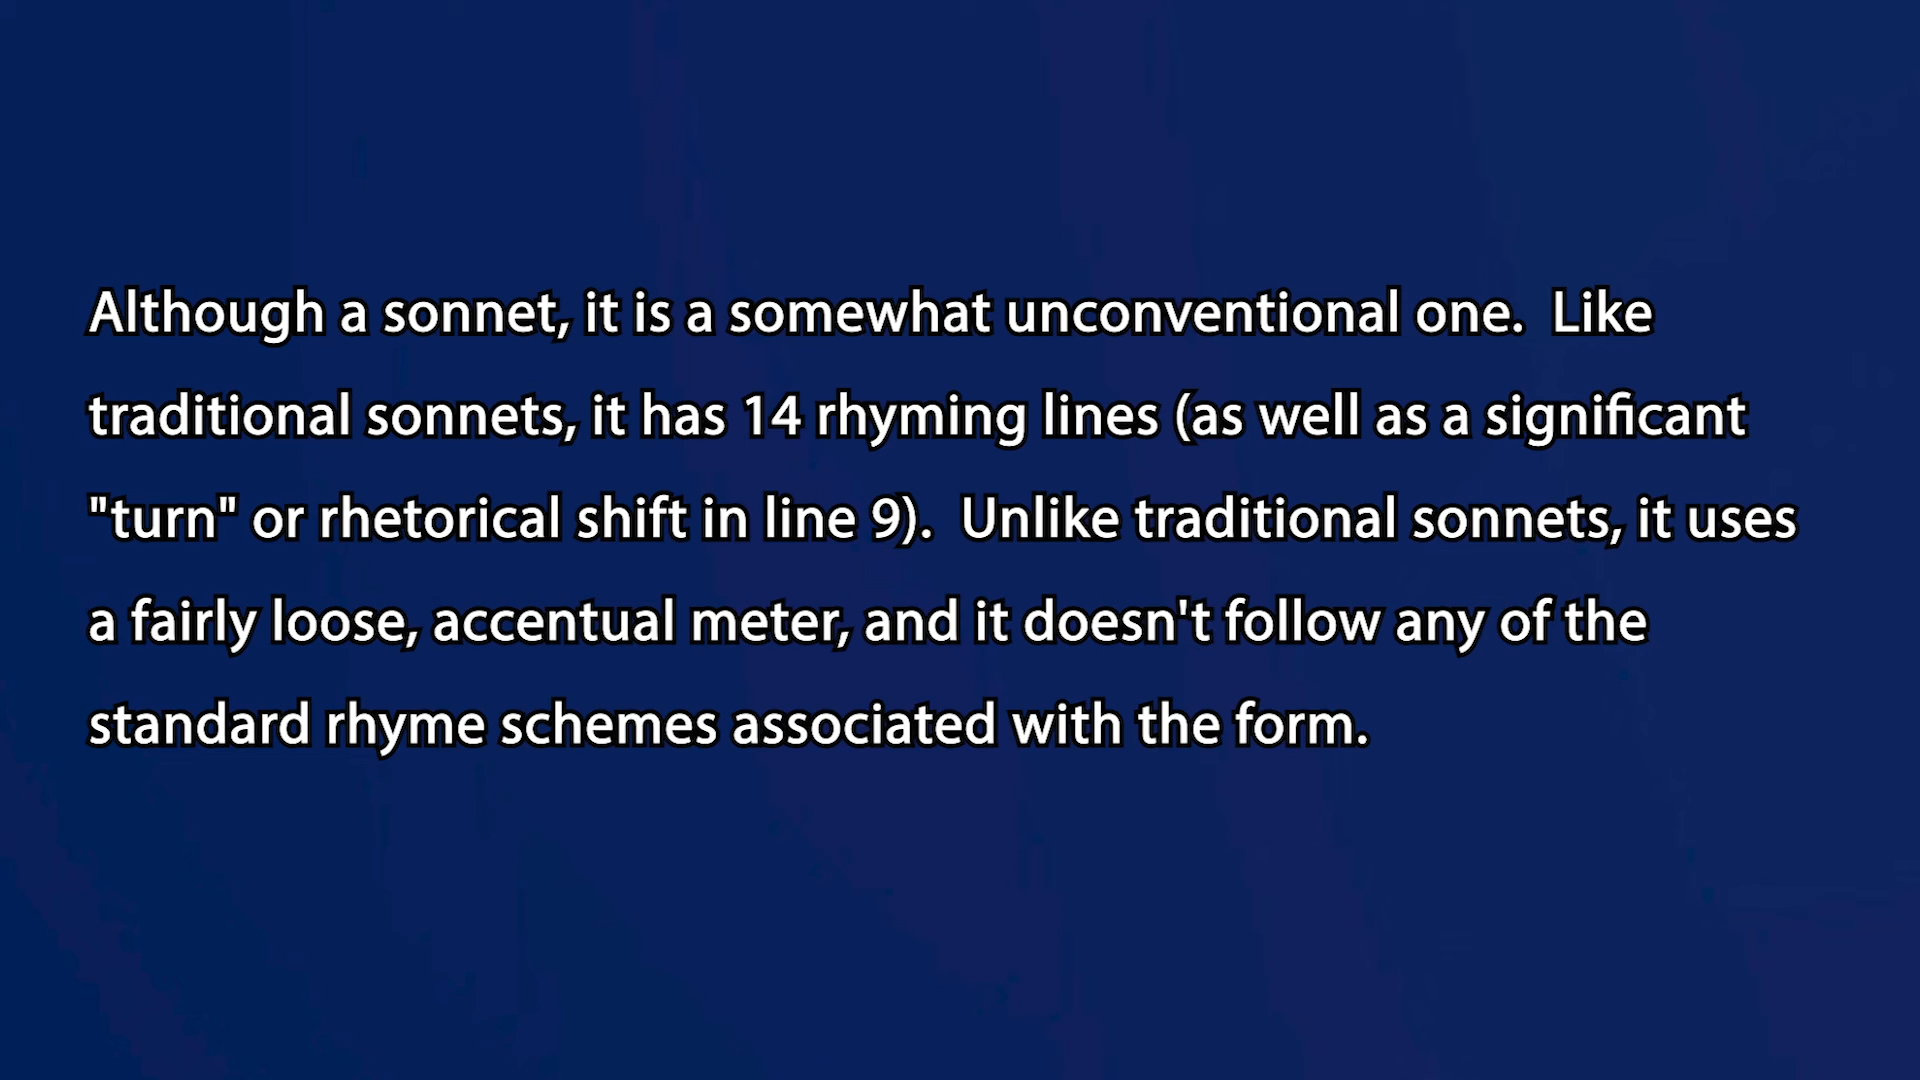 Although a sonnet, it is a somewhat unconventional one.  Like
traditional sonnets, it has 14 rhyming lines (as well as a significant
"turn" or rhetorical shift in line 9).  Unlike traditional sonnets, it uses
a fairly loose, accentual meter, and it doesn't follow any of the
standard rhyme schemes associated with the form.